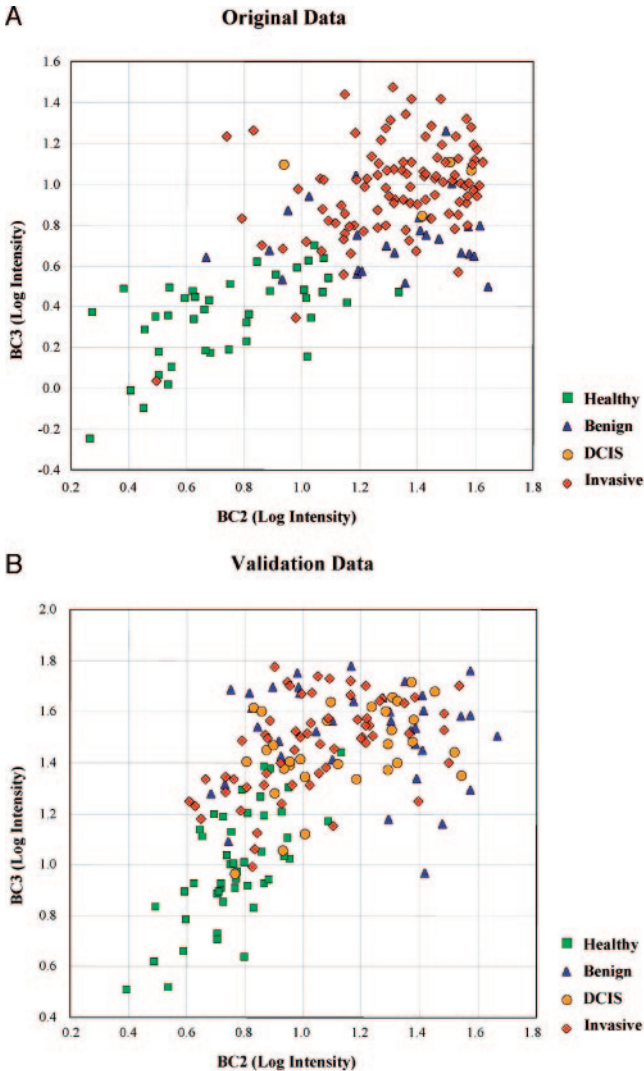 A
Original Data
1.6
1.4
1.2
1.0
0.8
0.6
0.4
0.2
0.0
-0.2
-0.4
BC3 (Log Intensity)
0.2 0.4 0.6 0.8 1.0 1.2 1.4 1.6 1.8
BC2 (Log Intensity)
Healthy
Benign
DCIS
Invasive
B
Validation Data
2.0
1.8
1.6
1.4
1.2
1.0
0.8
0.6
0.4
BC3 (Log Intensity)
0.2 0.4 0.6 0.8 1.0 1.2 1.4 1.6 1.8
BC2 (Log Intensity)
Healthy
Benign
DCIS
Invasive